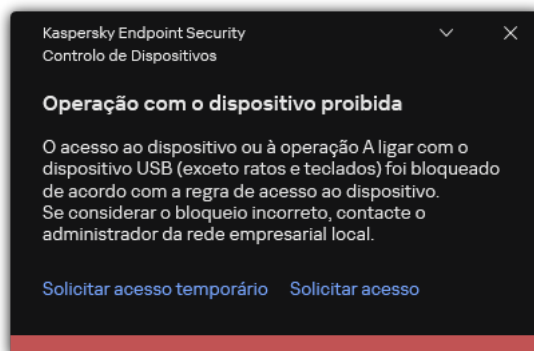 Kaspersky Endpoint Security
Controlo de Dispositivos
Operação com o dispositivo proibida
O acesso ao dispositivo ou à operação A ligar com o
dispositivo USB (exceto ratos e teclados) foi bloqueado
de acordo com a regra de acesso ao dispositivo.
Se considerar o bloqueio incorreto, contacte o
administrador da rede empresarial local.
Solicitar acesso temporário Solicitar acesso